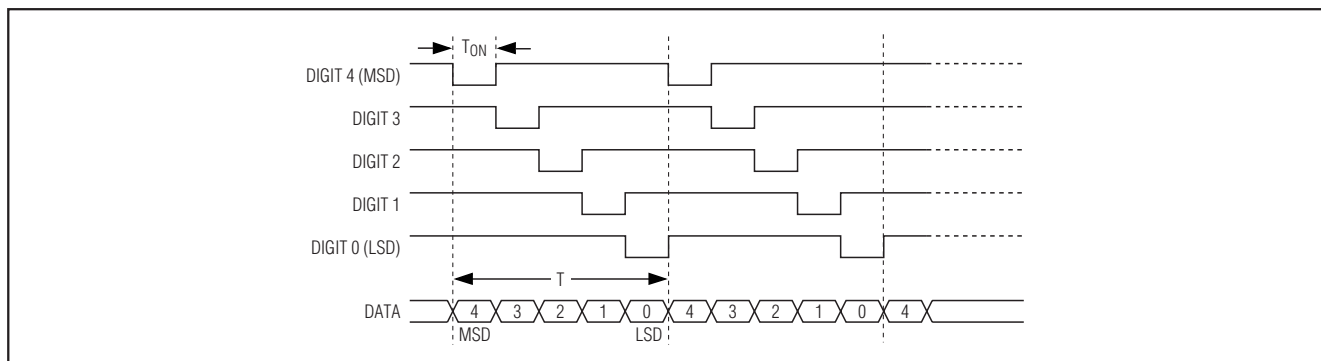 TON
DIGIT 4 (MSD)
DIGIT 3
DIGIT 2
DIGIT 1
DIGIT 0 (LSD)
T
DATA 4 3 2 1 0 4 3 2 1 0 4
MSD LSD